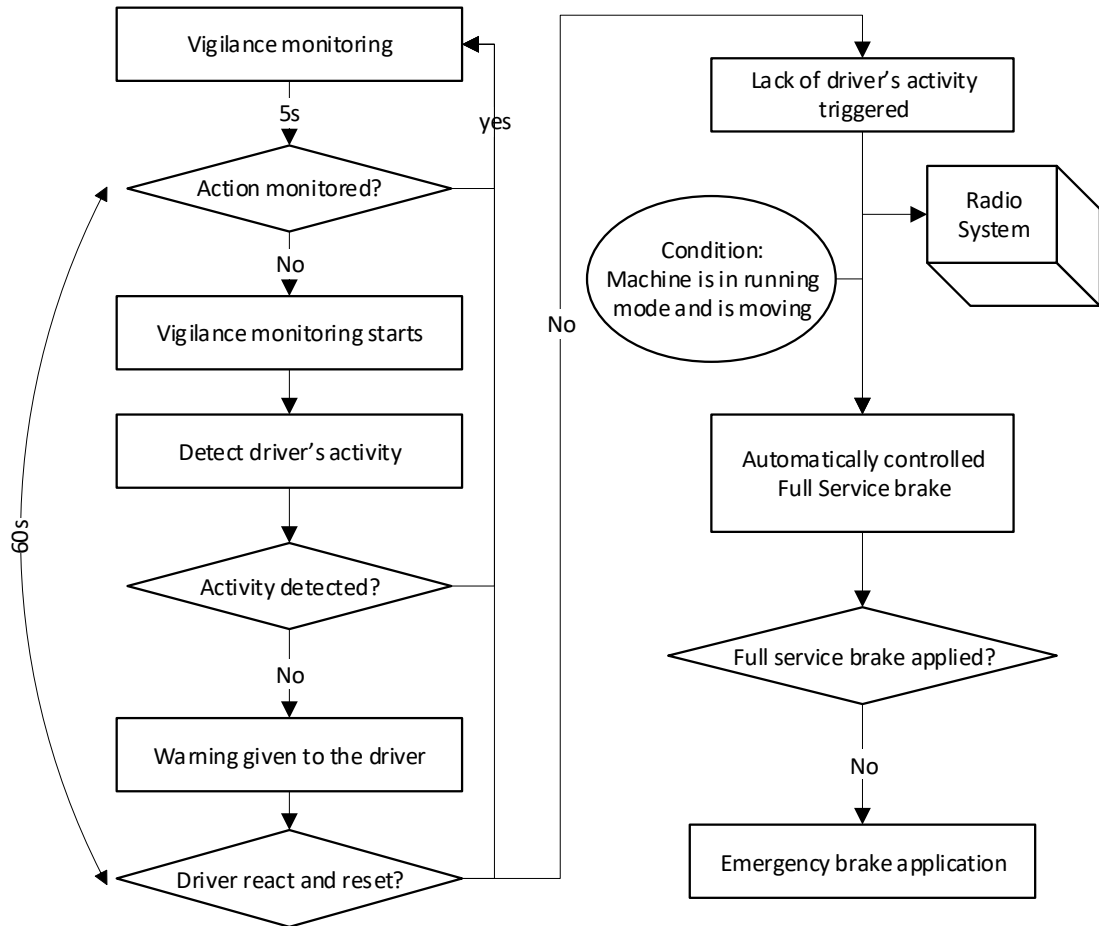 Vigilance monitoring
5s
yes
Action monitored?
No
Vigilance monitoring starts
Detect driver's activity
60s
Activity detected?
No
Warning given to the driver
Driver react and reset?
No
Lack of driver's activity
triggered
Radio
System
Condition:
Machine is in running
mode and is moving
Automatically controlled
Full Service brake
Full service brake applied?
No
Emergency brake application